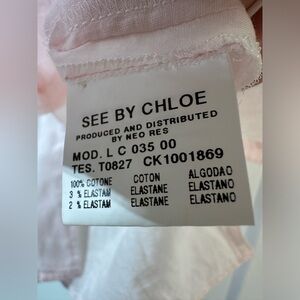 SEE BY CHLOE
PRODUCED AND DISTRIBUTED
BY NEO RES
MOD. L C 035 00
TES. T0827 CK1001869
100% COTONE COTON ALGODAO
3 % ELASTAM ELASTANE ELASTANO
2 % ELASTAM ELASTANE ELASTANO